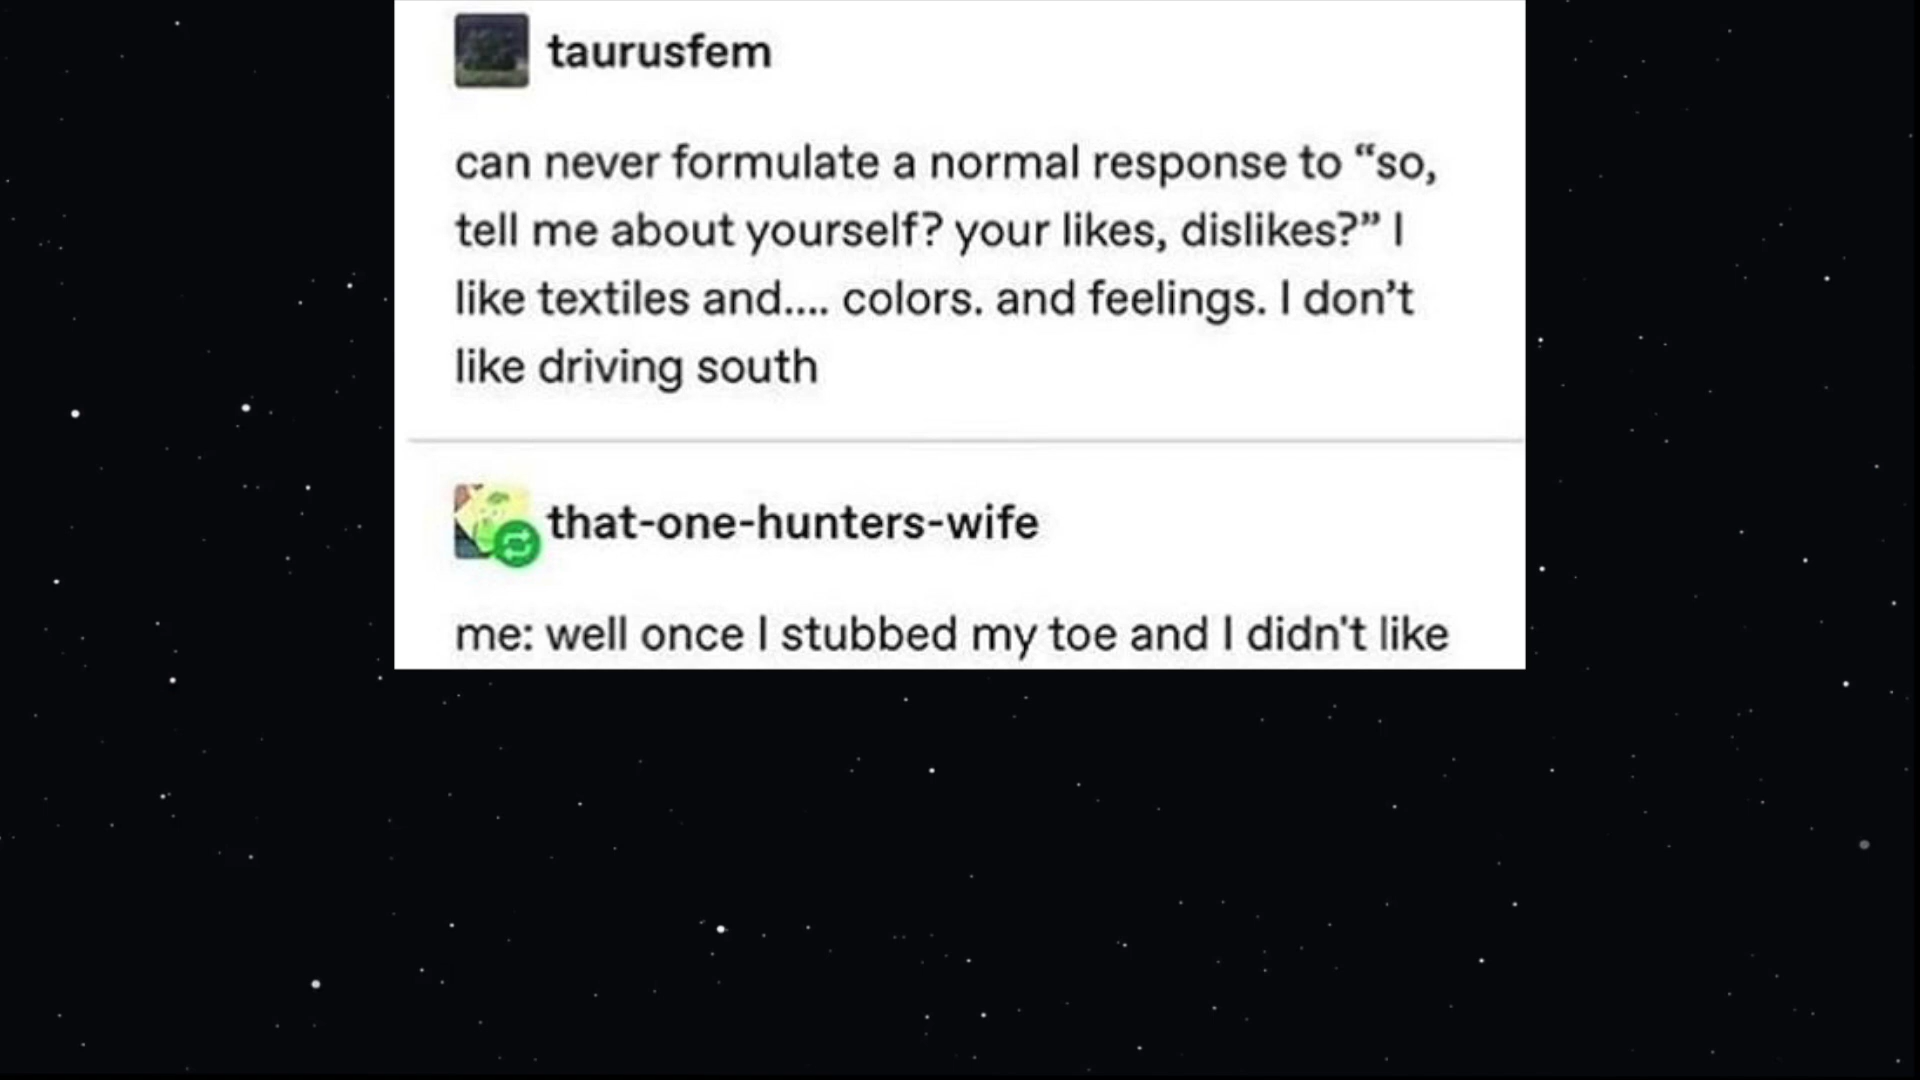 taurusfem
can never formulate a normal response to “so,
tell me about yourself? your likes, dislikes?” I
like textiles and.... colors. and feelings. I don’t
like driving south
that-one-hunters-wife
me: well once I stubbed my toe and I didn't like